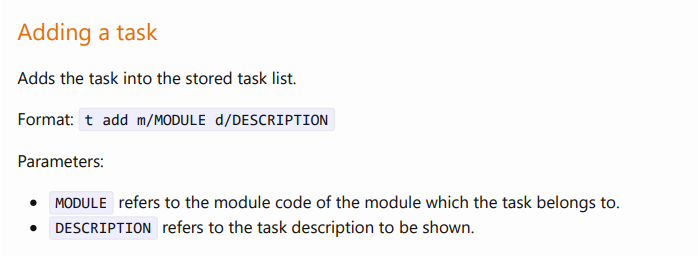 Adding a task
Adds the task into the stored task list.
Format: t add m/MODULE d/DESCRIPTION
Parameters:
• MODULE refers to the module code of the module which the task belongs to.
• DESCRIPTION refers to the task description to be shown.